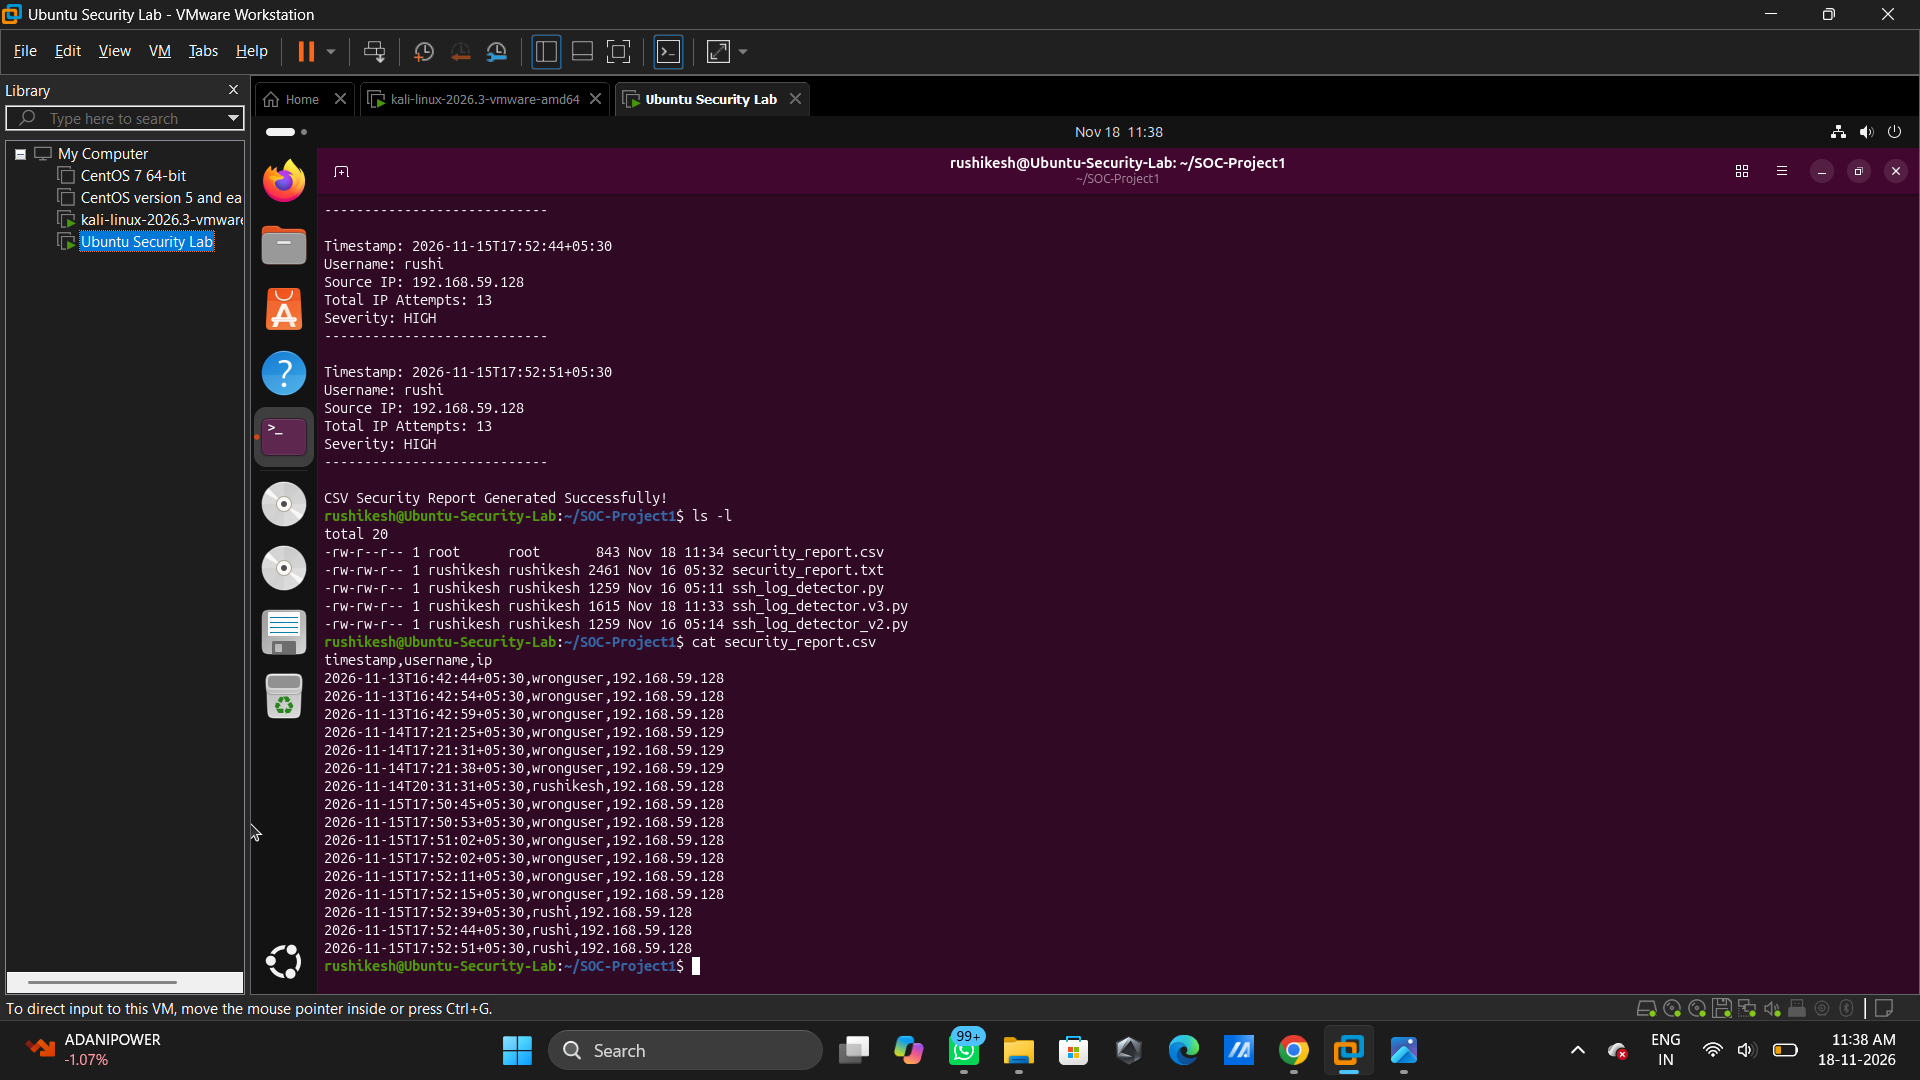 Ubuntu Security Lab - VMware Workstation
File Edit View VM Tabs Help
Library
Type here to search
My Computer
CentOS 7 64-bit
CentOS version 5 and ea
kali-linux-2026.3-vmware
Ubuntu Security Lab
Home
kali-linux-2026.3-vmware-amd64
Ubuntu Security Lab
Nov 18 11:38
rushikesh@Ubuntu-Security-Lab: ~/SOC-Project1
~/SOC-Project1
----------------------------
Timestamp: 2026-11-15T17:52:44+05:30
Username: rushi
Source IP: 192.168.59.128
Total IP Attempts: 13
Severity: HIGH
----------------------------
Timestamp: 2026-11-15T17:52:51+05:30
Username: rushi
Source IP: 192.168.59.128
Total IP Attempts: 13
Severity: HIGH
----------------------------
CSV Security Report Generated Successfully!
rushikesh@Ubuntu-Security-Lab:~/SOC-Project1$ ls -l
total 20
-rw-r--r-- 1 root      root       843 Nov 18 11:34 security_report.csv
-rw-rw-r-- 1 rushikesh rushikesh 2461 Nov 16 05:32 security_report.txt
-rw-rw-r-- 1 rushikesh rushikesh 1259 Nov 16 05:11 ssh_log_detector.py
-rw-rw-r-- 1 rushikesh rushikesh 1615 Nov 18 11:33 ssh_log_detector.v3.py
-rw-rw-r-- 1 rushikesh rushikesh 1259 Nov 16 05:14 ssh_log_detector_v2.py
rushikesh@Ubuntu-Security-Lab:~/SOC-Project1$ cat security_report.csv
timestamp,username,ip
2026-11-13T16:42:44+05:30,wronguser,192.168.59.128
2026-11-13T16:42:54+05:30,wronguser,192.168.59.128
2026-11-13T16:42:59+05:30,wronguser,192.168.59.128
2026-11-14T17:21:25+05:30,wronguser,192.168.59.129
2026-11-14T17:21:31+05:30,wronguser,192.168.59.129
2026-11-14T17:21:38+05:30,wronguser,192.168.59.129
2026-11-14T20:31:31+05:30,rushikesh,192.168.59.128
2026-11-15T17:50:45+05:30,wronguser,192.168.59.128
2026-11-15T17:50:53+05:30,wronguser,192.168.59.128
2026-11-15T17:51:02+05:30,wronguser,192.168.59.128
2026-11-15T17:52:02+05:30,wronguser,192.168.59.128
2026-11-15T17:52:11+05:30,wronguser,192.168.59.128
2026-11-15T17:52:15+05:30,wronguser,192.168.59.128
2026-11-15T17:52:39+05:30,rushi,192.168.59.128
2026-11-15T17:52:44+05:30,rushi,192.168.59.128
2026-11-15T17:52:51+05:30,rushi,192.168.59.128
rushikesh@Ubuntu-Security-Lab:~/SOC-Project1$
To direct input to this VM, move the mouse pointer inside or press Ctrl+G.
ADANIPOWER
-1.07%
Search
99+
ENG
IN
11:38 AM
18-11-2026